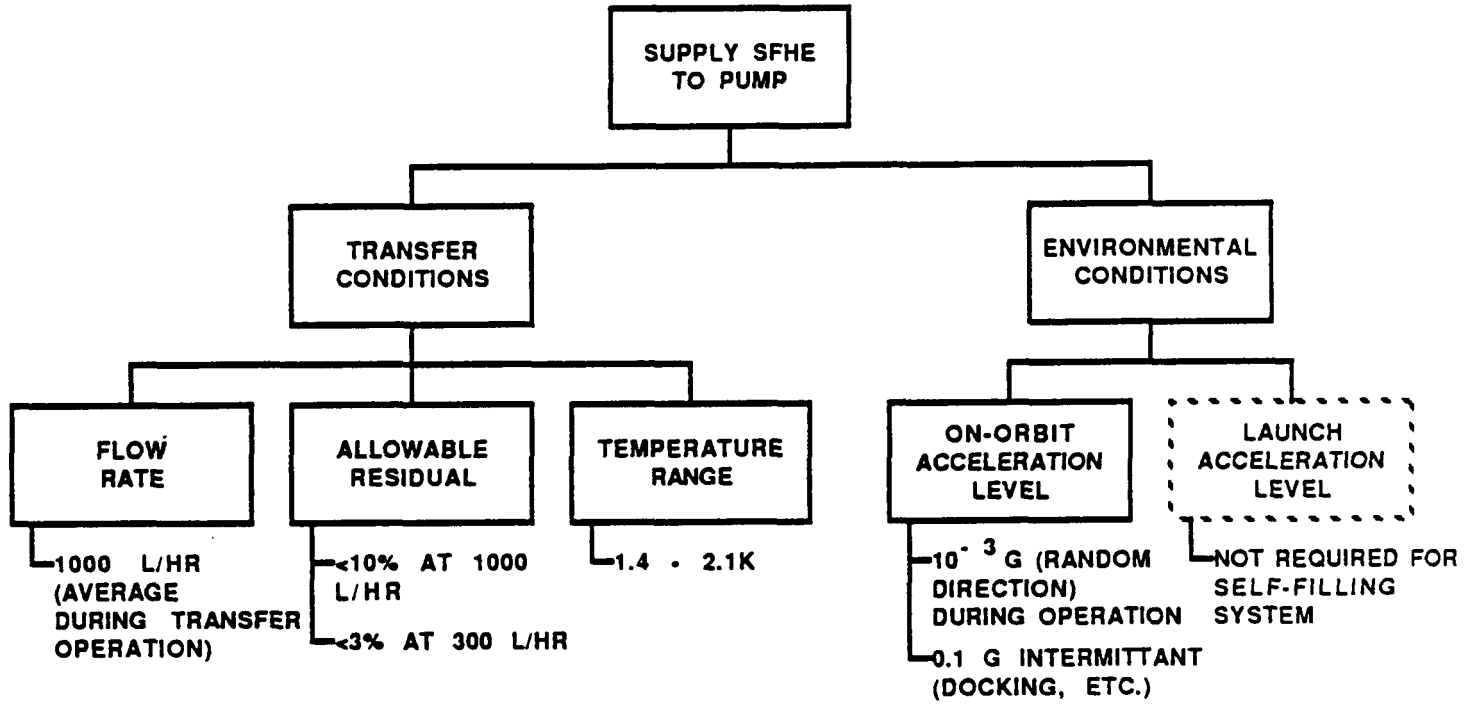 SUPPLY SFHE
TO PUMP
TRANSFER
CONDITIONS
ENVIRONMENTAL
CONDITIONS
FLOW
RATE
ALLOWABLE
RESIDUAL
TEMPERATURE
RANGE
ON-ORBIT
ACCELERATION
LEVEL
LAUNCH
ACCELERATION
LEVEL
1000 L/HR
(AVERAGE
DURING TRANSFER
OPERATION)
<10% AT 1000
L/HR
<3% AT 300 L/HR
1.4 - 2.1K
10⁻³ G (RANDOM
DIRECTION)
DURING OPERATION
0.1 G INTERMITTANT
(DOCKING, ETC.)
NOT REQUIRED FOR
SELF-FILLING
SYSTEM